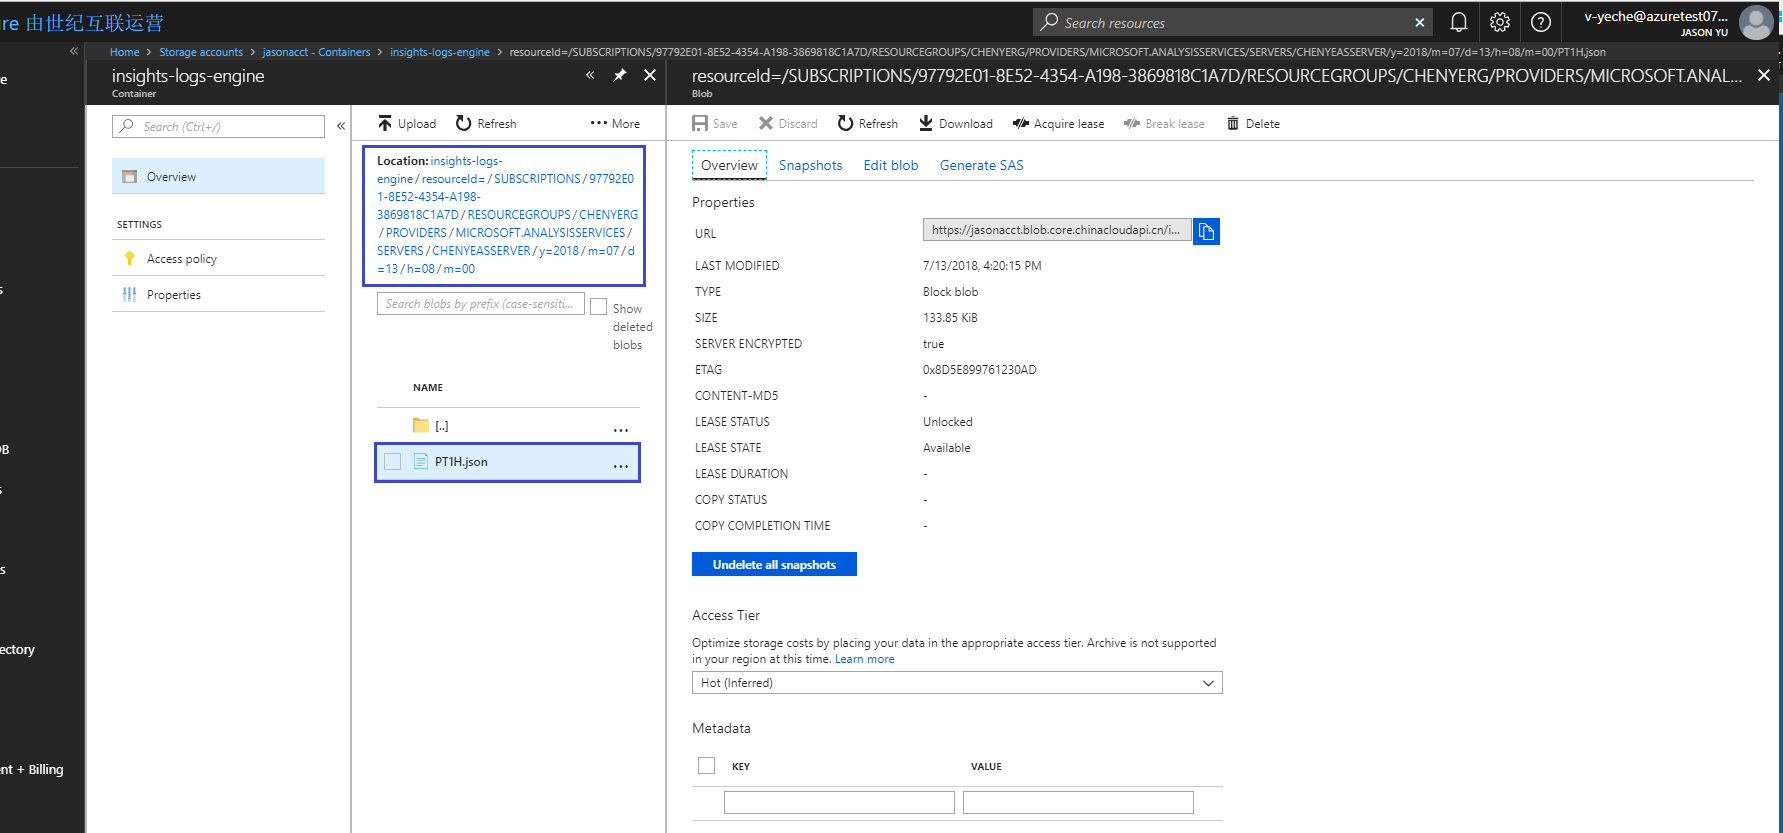 ure 由世纪互联运营
Search resources
v-yeche@azuretest07...
JASON YU
Home > Storage accounts > jasonacct - Containers > insights-logs-engine > resourceId=/SUBSCRIPTIONS/97792E01-8E52-4354-A198-3869818C1A7D/RESOURCEGROUPS/CHENYERG/PROVIDERS/MICROSOFT.ANALYSISSERVICES/SERVERS/CHENYEASSERVER/y=2018/m=07/d=13/h=08/m=00/PT1H.json
re
s
OB
s
s
ectory
nt + Billing
insights-logs-engine
Container
Search (Ctrl+/)
Overview
SETTINGS
Access policy
Properties
Upload
Refresh
More
Location: insights-logs-
engine / resourceId= / SUBSCRIPTIONS / 97792E0
1-8E52-4354-A198-
3869818C1A7D / RESOURCEGROUPS / CHENYERG
/ PROVIDERS / MICROSOFT.ANALYSISSERVICES /
SERVERS / CHENYEASSERVER / y=2018 / m=07 / d
=13 / h=08 / m=00
Search blobs by prefix (case-sensiti...
Show
deleted
blobs
NAME
[..]
...
PT1H.json
...
resourceId=/SUBSCRIPTIONS/97792E01-8E52-4354-A198-3869818C1A7D/RESOURCEGROUPS/CHENYERG/PROVIDERS/MICROSOFT.ANAL...
Blob
Save
Discard
Refresh
Download
Acquire lease
Break lease
Delete
Overview
Snapshots
Edit blob
Generate SAS
Properties
URL
https://jasonacct.blob.core.chinacloudapi.cn/i...
LAST MODIFIED
7/13/2018, 4:20:15 PM
TYPE
Block blob
SIZE
133.85 KiB
SERVER ENCRYPTED
true
ETAG
0x8D5E899761230AD
CONTENT-MD5
-
LEASE STATUS
Unlocked
LEASE STATE
Available
LEASE DURATION
-
COPY STATUS
-
COPY COMPLETION TIME
-
Undelete all snapshots
Access Tier
Optimize storage costs by placing your data in the appropriate access tier. Archive is not supported
in your region at this time. Learn more
Hot (Inferred)
Metadata
KEY
VALUE